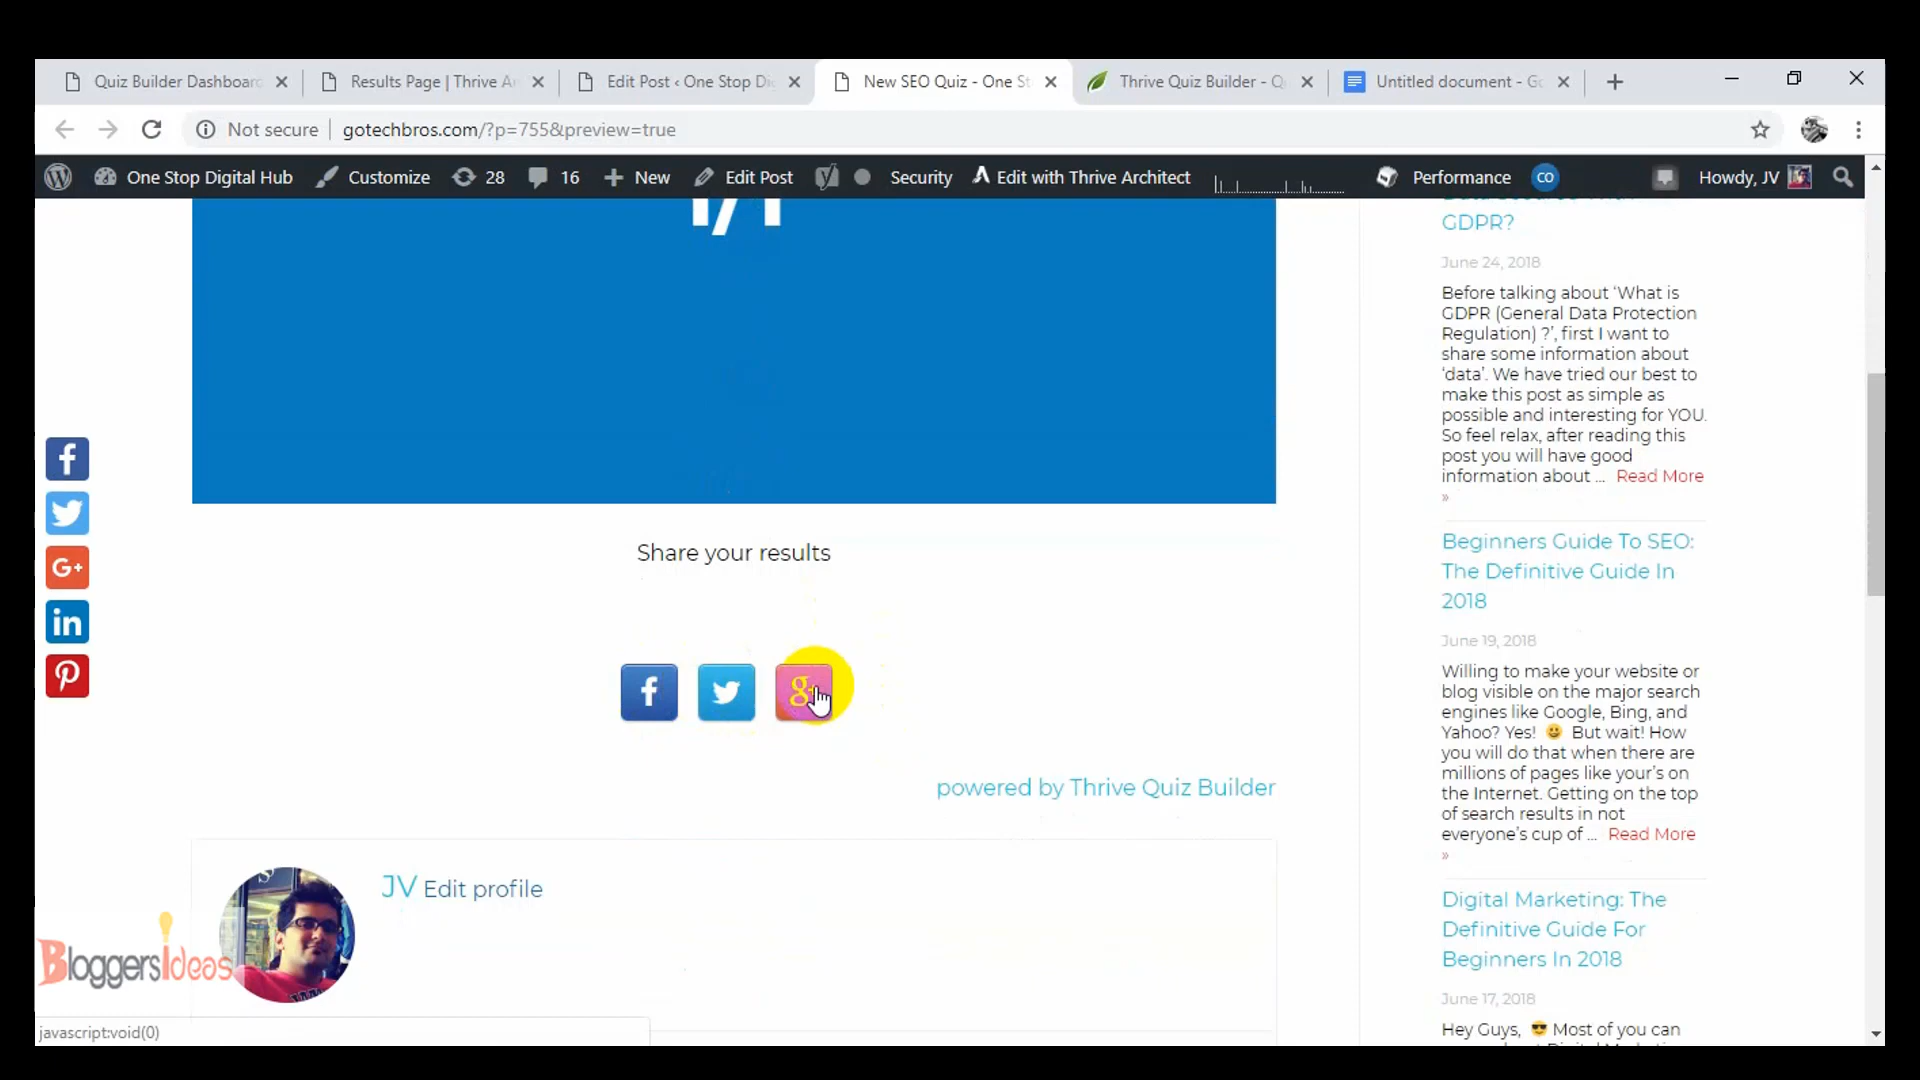 Quiz Builder Dashboar
Results Page | Thrive Ar
Edit Post ‹ One Stop Di
New SEO Quiz - One St
Thrive Quiz Builder - Q
Untitled document - Go
Not secure
gotechbros.com/?p=755&preview=true
One Stop Digital Hub
Customize
28
16
New
Edit Post
Security
Edit with Thrive Architect
Performance
CO
Howdy, JV
1/1
Share your results
powered by Thrive Quiz Builder
JV Edit profile
BloggersIdeas
javascript:void(0)
GDPR?
June 24, 2018
Before talking about ‘What is
GDPR (General Data Protection
Regulation) ?’, first I want to
share some information about
‘data’. We have tried our best to
make this post as simple as
possible and interesting for YOU.
So feel relax, after reading this
post you will have good
information about ... Read More
»
Beginners Guide To SEO:
The Definitive Guide In
2018
June 19, 2018
Willing to make your website or
blog visible on the major search
engines like Google, Bing, and
Yahoo? Yes! 😀 But wait! How
you will do that when there are
millions of pages like your’s on
the Internet. Getting on the top
of search results in not
everyone’s cup of ... Read More
»
Digital Marketing: The
Definitive Guide For
Beginners In 2018
June 17, 2018
Hey Guys, 😎 Most of you can